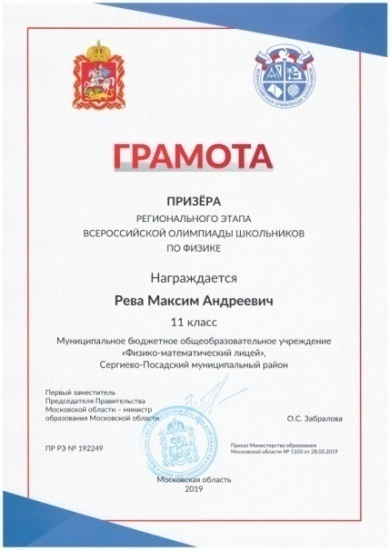 ГРАМОТА
ПРИЗЁРА
РЕГИОНАЛЬНОГО ЭТАПА
ВСЕРОССИЙСКОЙ ОЛИМПИАДЫ ШКОЛЬНИКОВ
ПО ФИЗИКЕ
Награждается
Рева Максим Андреевич
11 класс
Муниципальное бюджетное общеобразовательное учреждение
«Физико-математический лицей»,
Сергиево-Посадский муниципальный район
Первый заместитель
Председателя Правительства
Московской области – министр
образования Московской области
О.С. Забралова
ПР РЭ № 192249
Приказ Министерства образования
Московской области № 1103 от 28.03.2019
Московская область
2019